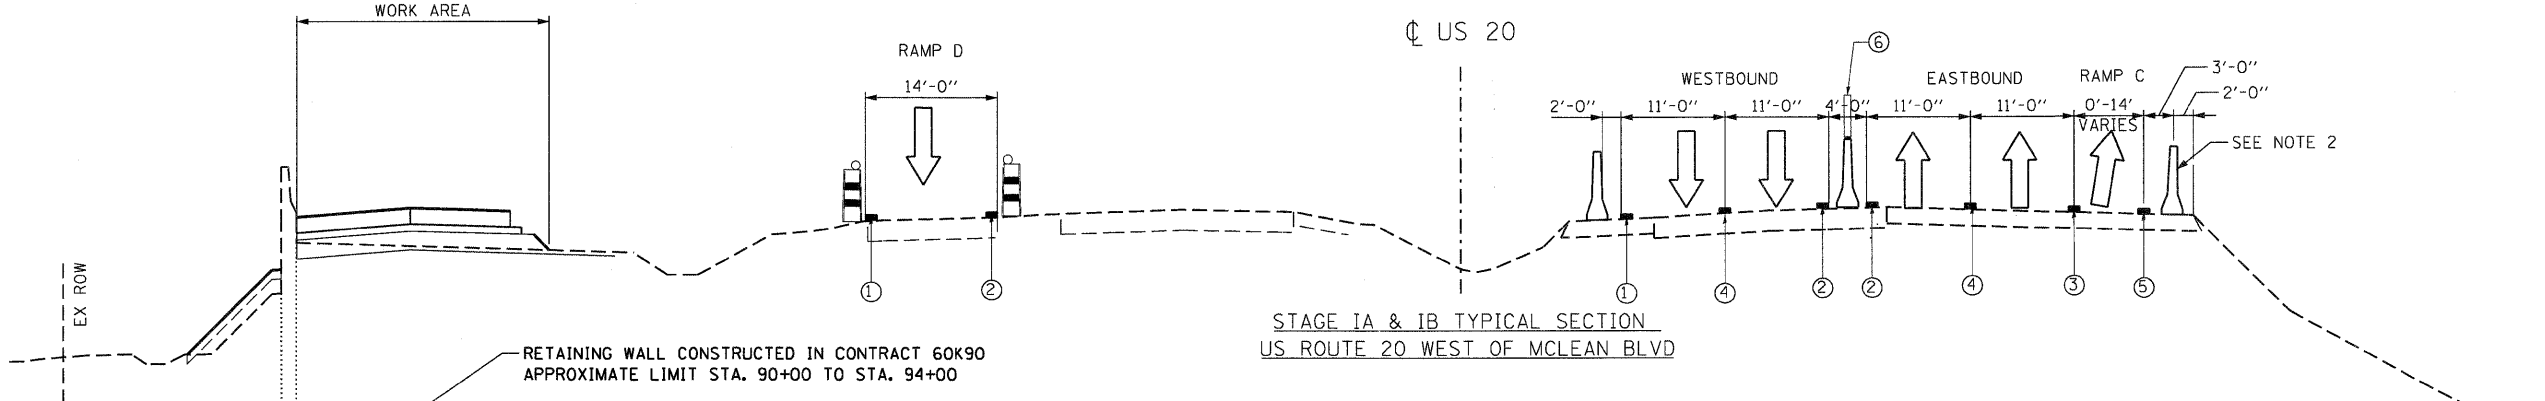 WORK AREA
RAMP D
14'-0"
℄ US 20
6
WESTBOUND
EASTBOUND
RAMP C
3'-0"
2'-0"
2'-0"
11'-0"
11'-0"
4'-0"
11'-0"
11'-0"
0'-14'
VARIES
SEE NOTE 2
EX ROW
1
2
1
4
2
2
4
3
5
STAGE IA & IB TYPICAL SECTION
US ROUTE 20 WEST OF MCLEAN BLVD
RETAINING WALL CONSTRUCTED IN CONTRACT 60K90
APPROXIMATE LIMIT STA. 90+00 TO STA. 94+00